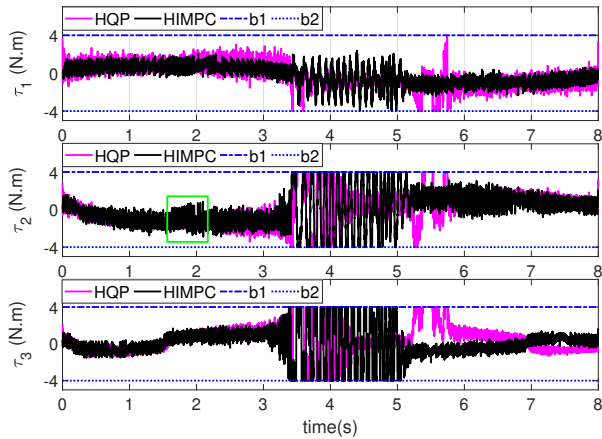 HQP HIMPC b1 b2
τ1 (N.m)
4
0
-4
0 1 2 3 4 5 6 7 8
HQP HIMPC b1 b2
τ2 (N.m)
4
0
-4
0 1 2 3 4 5 6 7 8
HQP HIMPC b1 b2
τ3 (N.m)
4
0
-4
0 1 2 3 4 5 6 7 8
time(s)